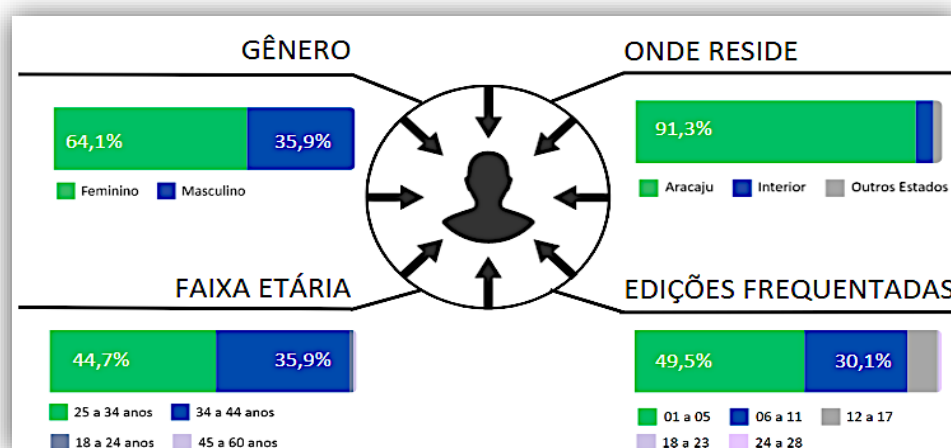 GÊNERO
64,1% 35,9%
Feminino Masculino
ONDE RESIDE
91,3%
Aracaju Interior Outros Estados
FAIXA ETÁRIA
44,7% 35,9%
25 a 34 anos 34 a 44 anos
18 a 24 anos 45 a 60 anos
EDIÇÕES FREQUENTADAS
49,5% 30,1%
01 a 05 06 a 11 12 a 17
18 a 23 24 a 28